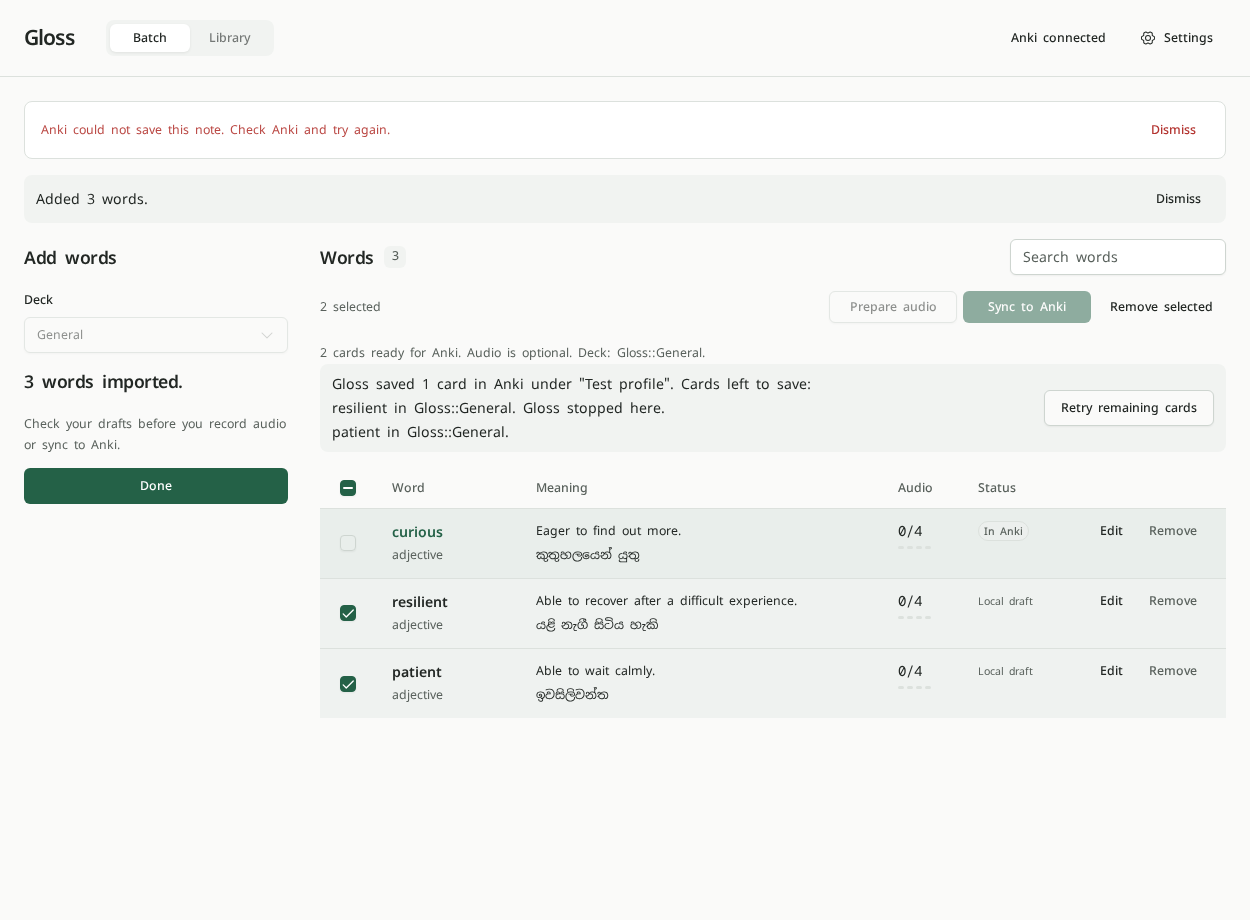 Gloss
Batch
Library
Anki connected
Settings
Anki could not save this note. Check Anki and try again.
Dismiss
Added 3 words.
Dismiss
Add words
Deck
General
3 words imported.
Check your drafts before you record audio
or sync to Anki.
Done
Words 3
Search words
2 selected
Prepare audio
Sync to Anki
Remove selected
2 cards ready for Anki. Audio is optional. Deck: Gloss::General.
Gloss saved 1 card in Anki under "Test profile". Cards left to save:
resilient in Gloss::General. Gloss stopped here.
patient in Gloss::General.
Retry remaining cards
Word Meaning Audio Status
curious Eager to find out more. 0/4 In Anki Edit Remove
adjective කුතුහලයෙන් යුතු
resilient Able to recover after a difficult experience. 0/4 Local draft Edit Remove
adjective යළි නැගී සිටිය හැකි
patient Able to wait calmly. 0/4 Local draft Edit Remove
adjective ඉවසිලිවන්ත